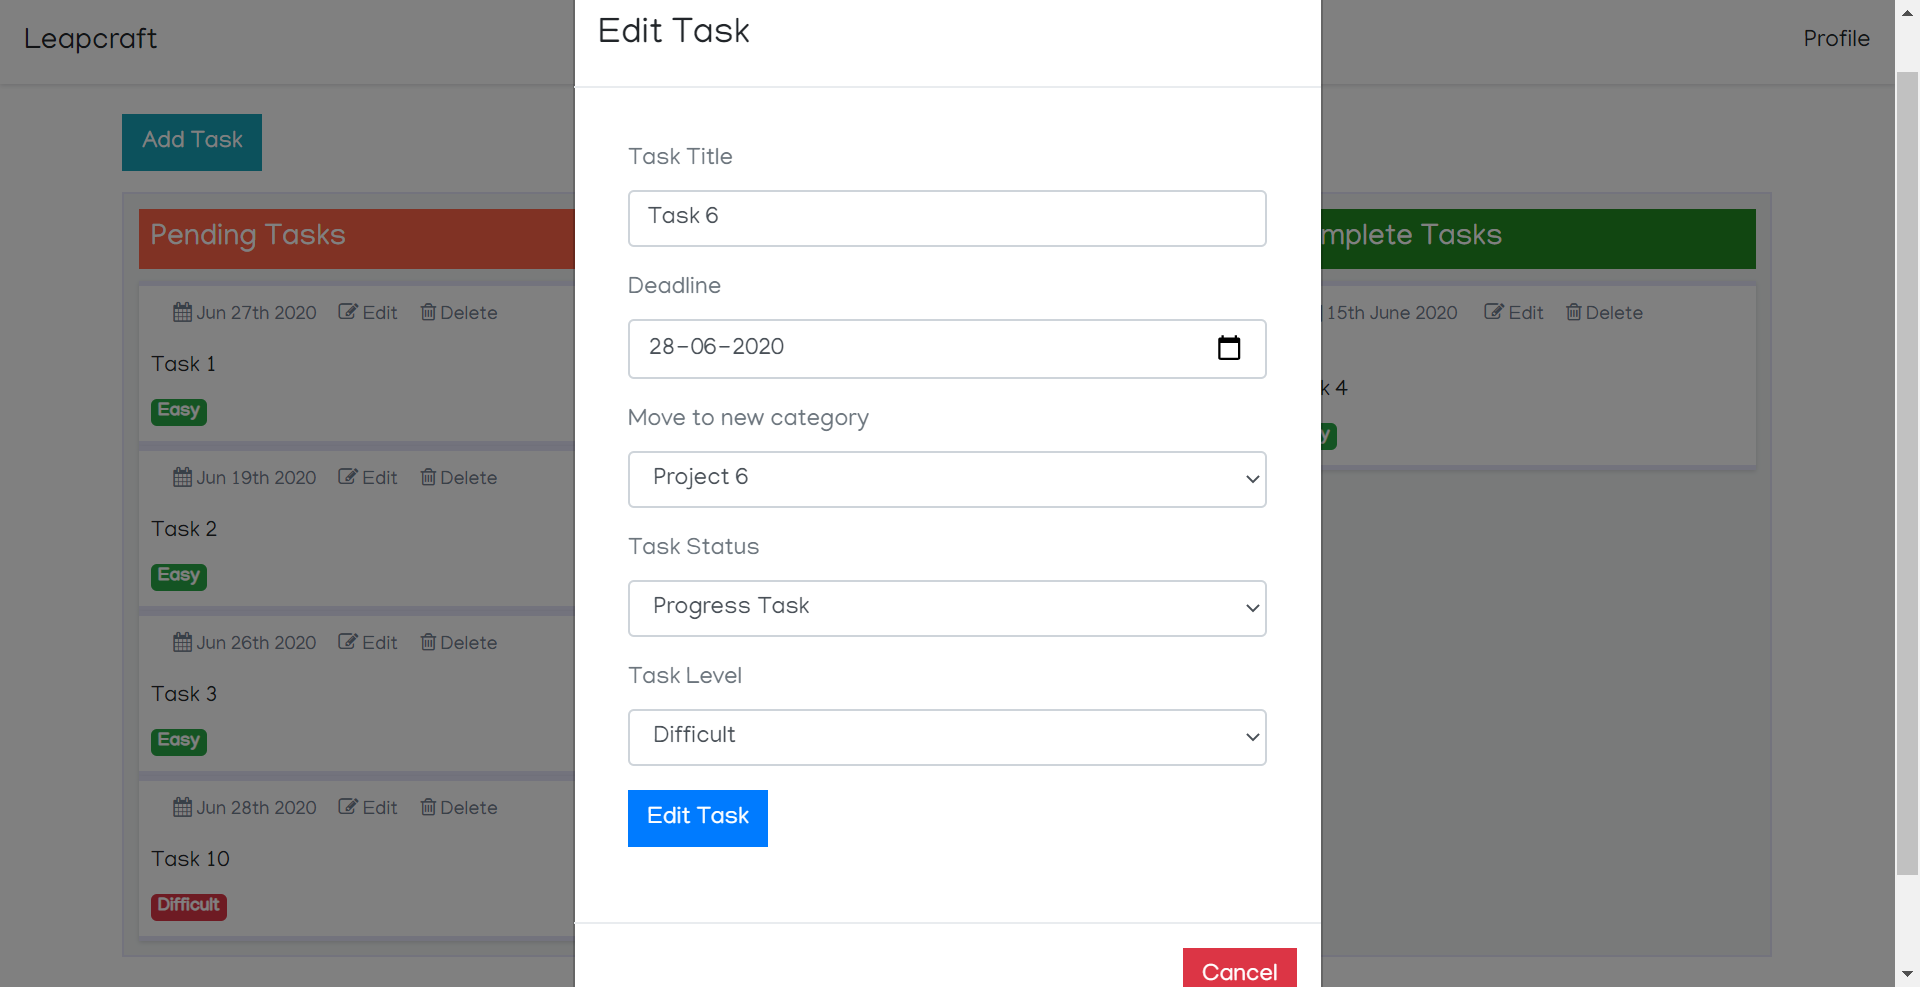 Leapcraft
Profile
Add Task
Pending Tasks
Jun 27th 2020 Edit Delete
Task 1
Easy
Jun 19th 2020 Edit Delete
Task 2
Easy
Jun 26th 2020 Edit Delete
Task 3
Easy
Jun 28th 2020 Edit Delete
Task 10
Difficult
Edit Task
Task Title
Task 6
Deadline
28-06-2020
Move to new category
Project 6
Task Status
Progress Task
Task Level
Difficult
Edit Task
Cancel
mplete Tasks
15th June 2020 Edit Delete
k 4
y